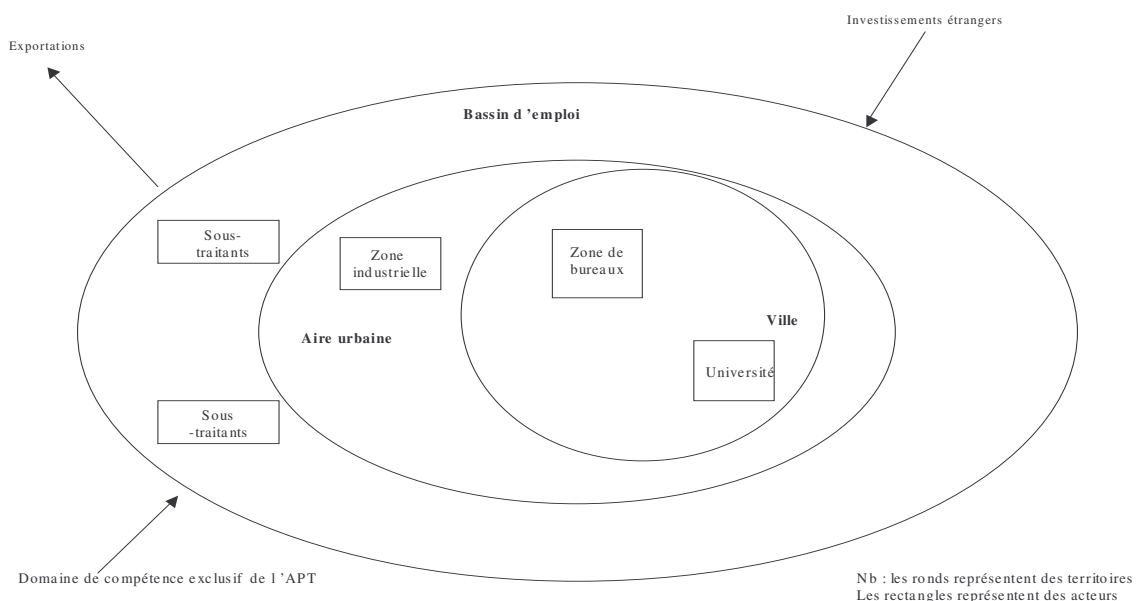 Investissements étrangers
Exportations
Bassin d ’emploi
Sous-
traitants
Zone
industrielle
Zone de
bureaux
Ville
Aire urbaine
Université
Sous
-traitants
Domaine de compétence exclusif de l ’APT
Nb : les ronds représentent des territoires
Les rectangles représentent des acteurs